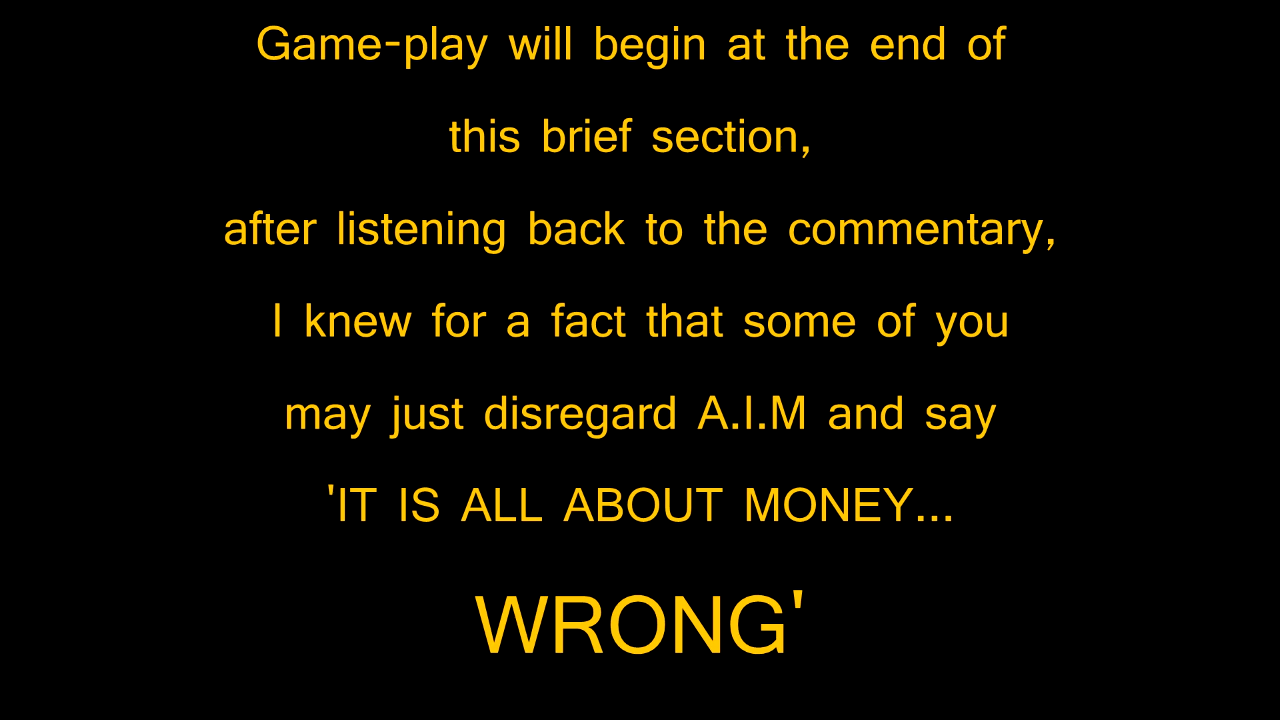 Game-play will begin at the end of
this brief section,
after listening back to the commentary,
I knew for a fact that some of you
may just disregard A.I.M and say
'IT IS ALL ABOUT MONEY...
WRONG'